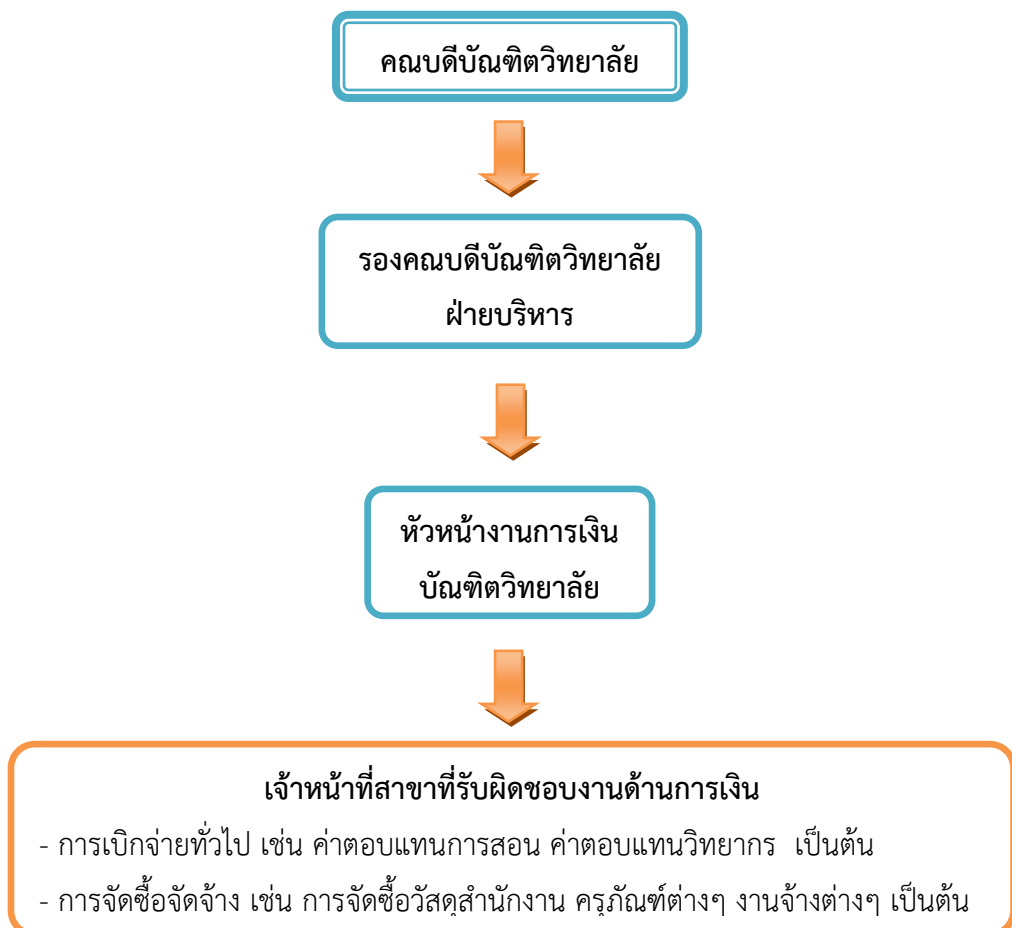 คณบดีบัณฑิตวิทยาลัย
รองคณบดีบัณฑิตวิทยาลัย
ฝ่ายบริหาร
หัวหน้างานการเงิน
บัณฑิตวิทยาลัย
เจ้าหน้าที่สาขาที่รับผิดชอบงานด้านการเงิน
- การเบิกจ่ายทั่วไป เช่น ค่าตอบแทนการสอน ค่าตอบแทนวิทยากร เป็นต้น
- การจัดซื้อจัดจ้าง เช่น การจัดซื้อวัสดุสำนักงาน ครุภัณฑ์ต่างๆ งานจ้างต่างๆ เป็นต้น